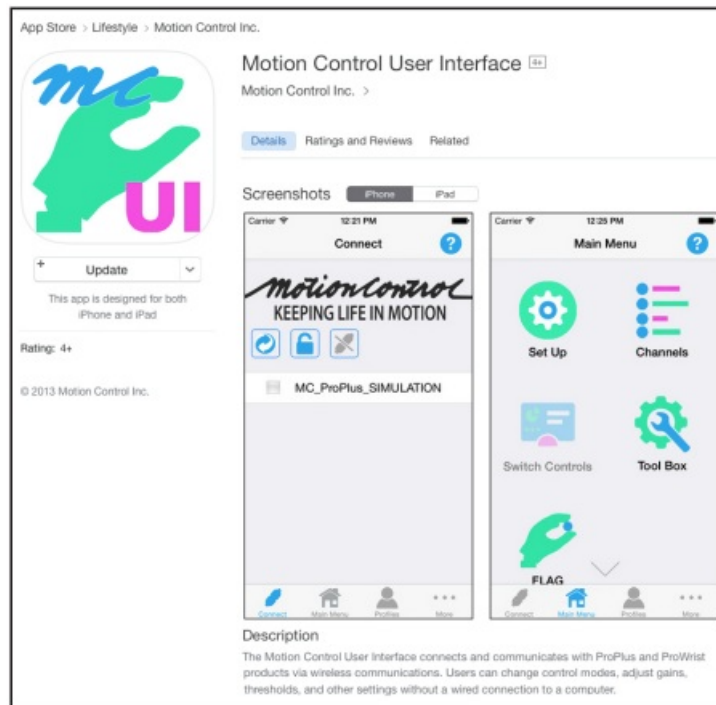 App Store > Lifestyle > Motion Control Inc.
MC
UI
+ Update
This app is designed for both
iPhone and iPad
Rating: 4+
© 2013 Motion Control Inc.
Motion Control User Interface 4+
Motion Control Inc. >
Details Ratings and Reviews Related
Screenshots iPhone iPad
Carrier 12:21 PM
Connect ?
Motion Control
KEEPING LIFE IN MOTION
MC_ProPlus_SIMULATION
Connect Main Menu Profiles More
Carrier 12:25 PM
Main Menu ?
Set Up Channels
Switch Controls Tool Box
FLAG
Connect Main Menu Profiles More
Description
The Motion Control User Interface connects and communicates with ProPlus and ProWrist
products via wireless communications. Users can change control modes, adjust gains,
thresholds, and other settings without a wired connection to a computer.